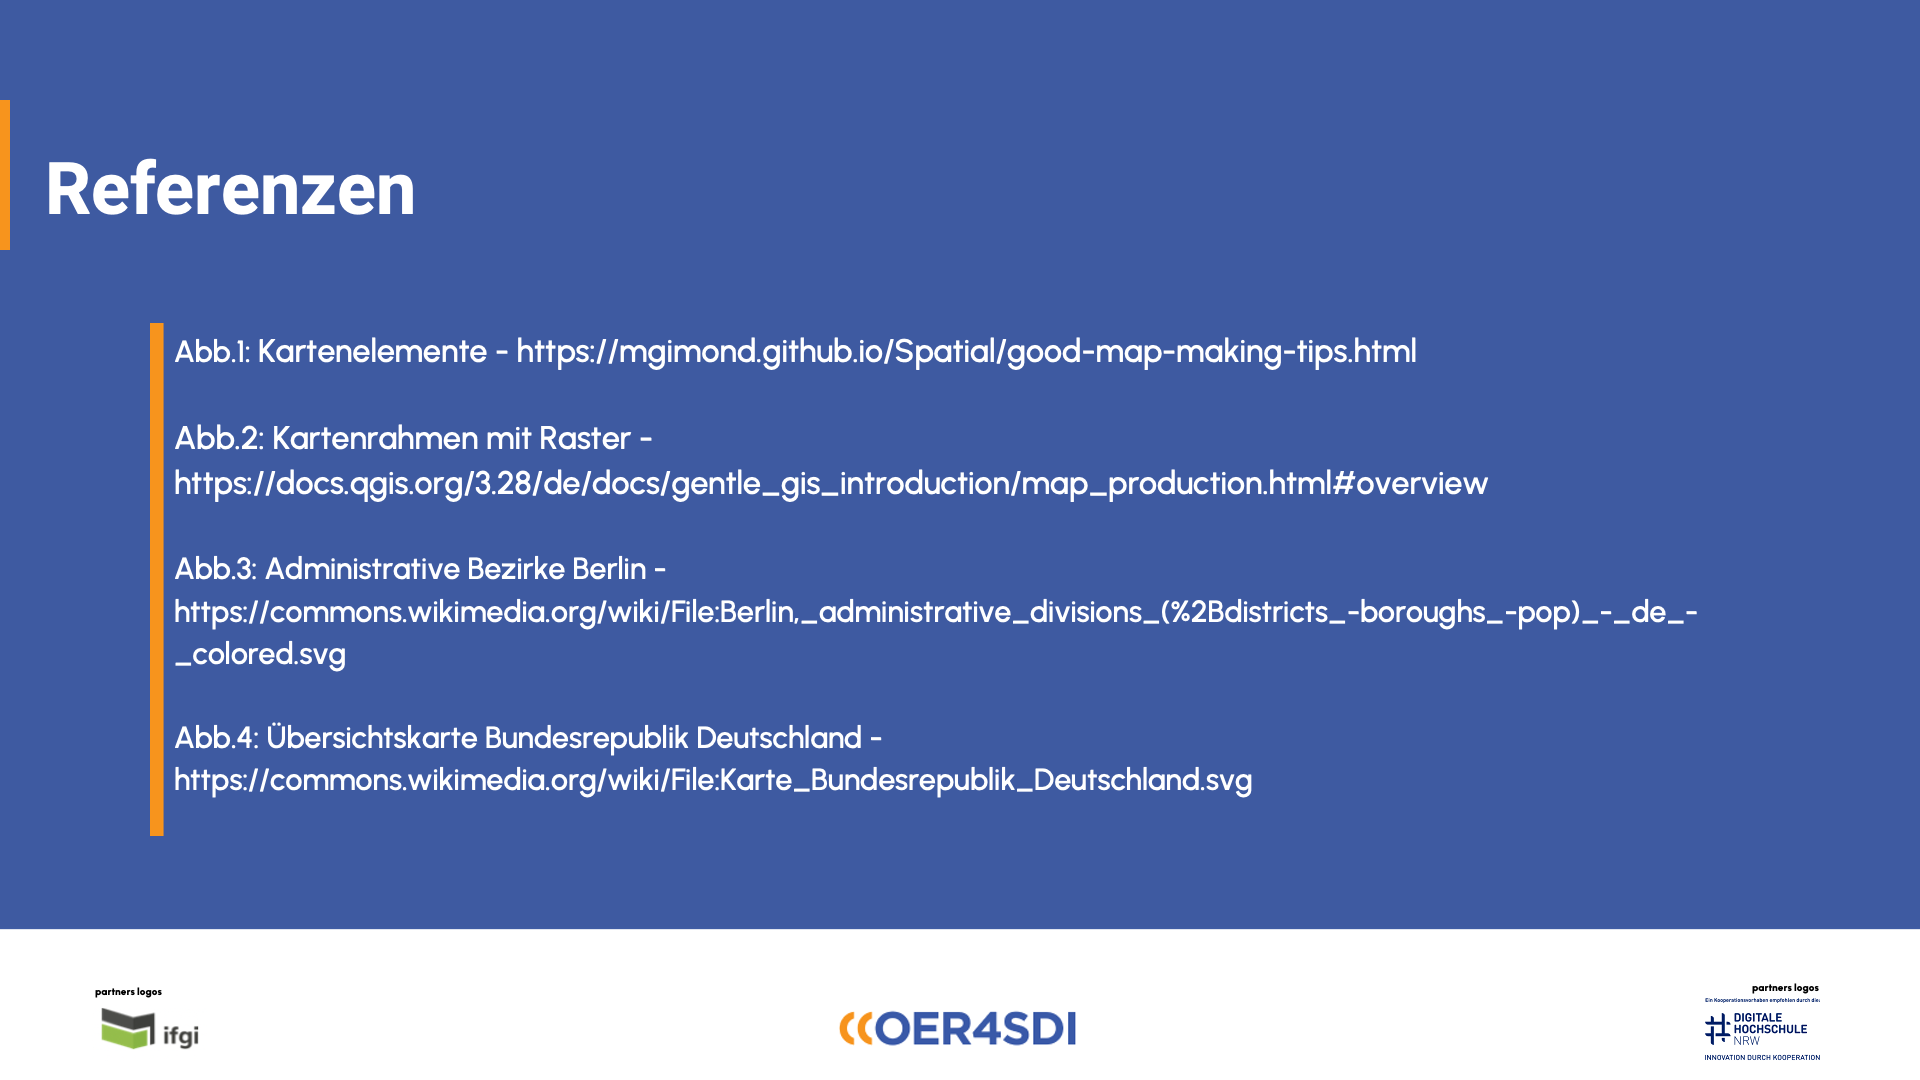 Referenzen
Abb.1: Kartenelemente - https://mgimond.github.io/Spatial/good-map-making-tips.html
Abb.2: Kartenrahmen mit Raster -
https://docs.qgis.org/3.28/de/docs/gentle_gis_introduction/map_production.html#overview
Abb.3: Administrative Bezirke Berlin -
https://commons.wikimedia.org/wiki/File:Berlin,_administrative_divisions_(%2Bdistricts_-boroughs_-pop)_-_de_-
_colored.svg
Abb.4: Übersichtskarte Bundesrepublik Deutschland -
https://commons.wikimedia.org/wiki/File:Karte_Bundesrepublik_Deutschland.svg
partners logos
ifgi
OER4SDI
partners logos
Ein Kooperationsvorhaben empfohlen durch die:
DIGITALE
HOCHSCHULE
NRW
INNOVATION DURCH KOOPERATION